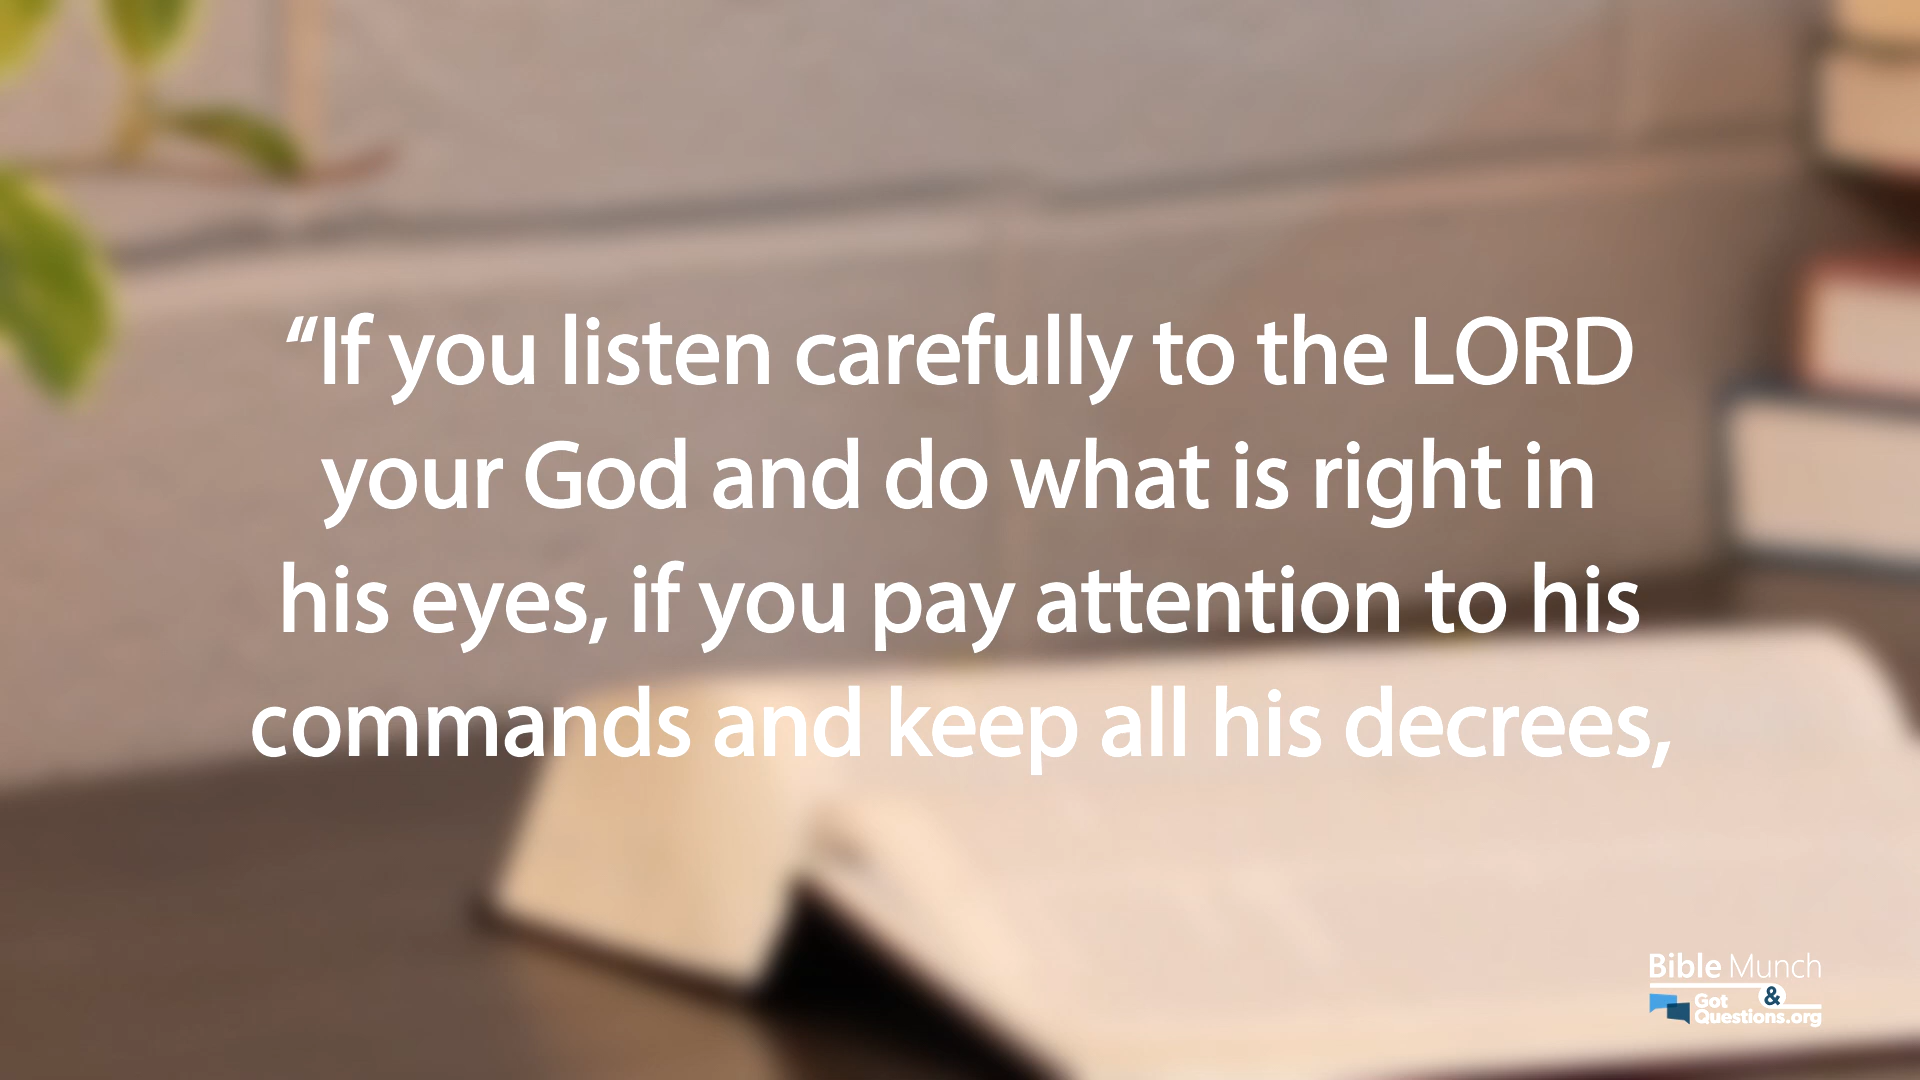 “If you listen carefully to the LORD
your God and do what is right in
his eyes, if you pay attention to his
commands and keep all his decrees,
Bible Munch
&
Got
Questions.org